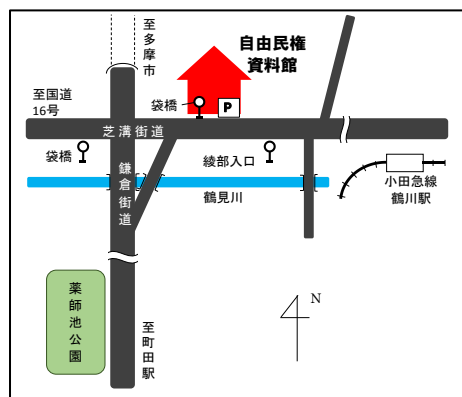 至多摩市
自由民権
資料館
至国道
16号
袋橋
P
芝溝街道
袋橋
綾部入口
鎌倉街道
鶴見川
小田急線
鶴川駅
薬師池公園
至町田駅
N